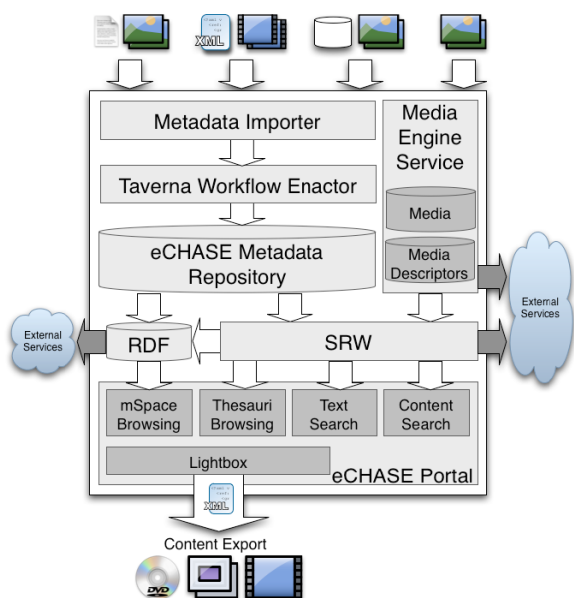 XML
Metadata Importer
Media
Engine
Service
Taverna Workflow Enactor
Media
eCHASE Metadata
Repository
Media
Descriptors
External
Services
External
Services
RDF
SRW
mSpace
Browsing
Thesauri
Browsing
Text
Search
Content
Search
Lightbox
eCHASE Portal
XML
Content Export
DVD